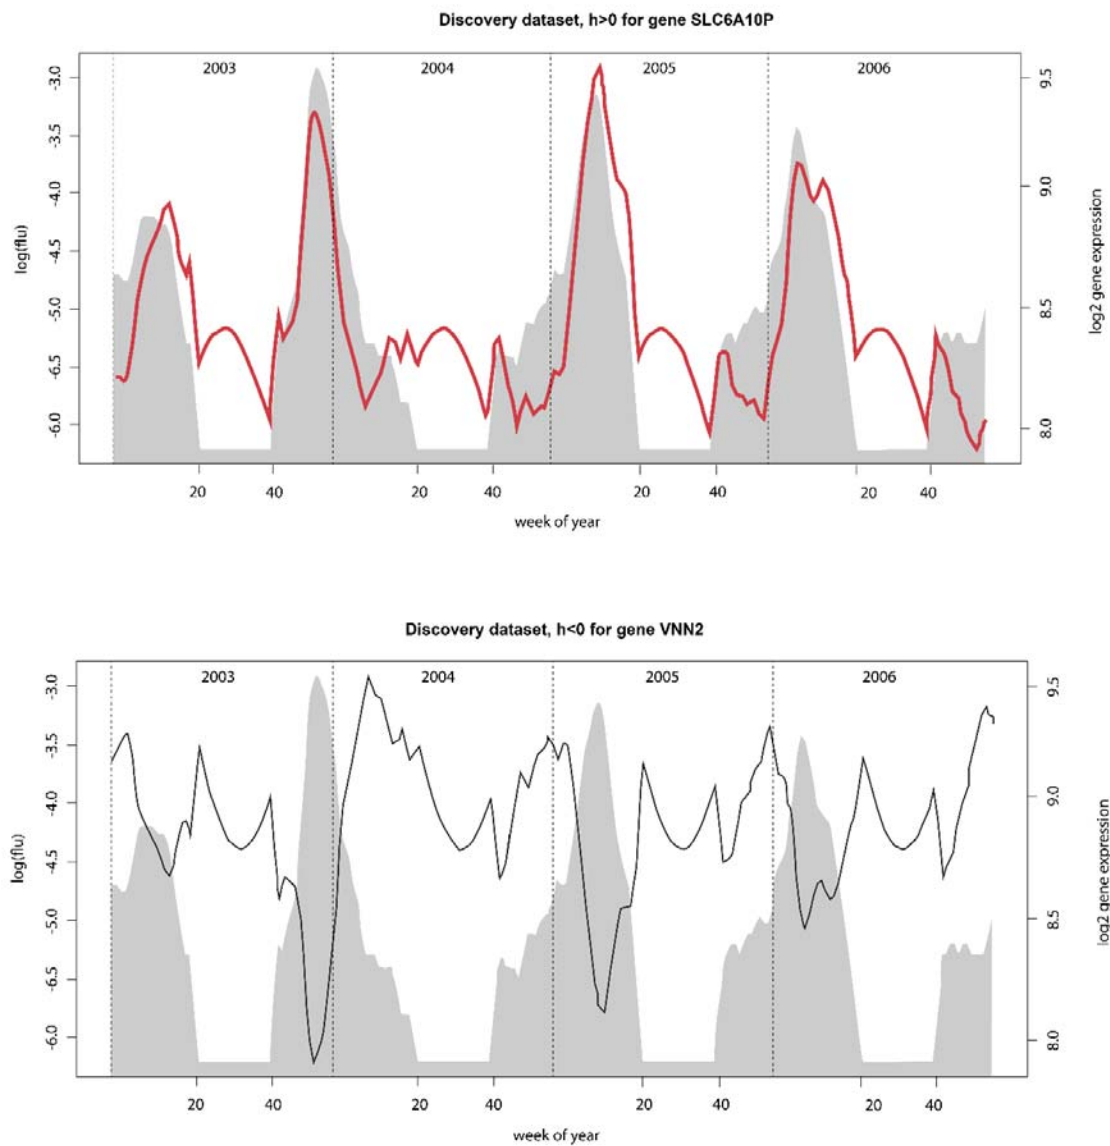 Discovery dataset, h>0 for gene SLC6A10P
2003 2004 2005 2006
log(flu)
-3.0
-3.5
-4.0
-4.5
-5.0
-6.5
-6.0
9.5
9.0
8.5
8.0
log2 gene expression
20 40 20 40 20 40 20 40
week of year
Discovery dataset, h<0 for gene VNN2
2003 2004 2005 2006
log(flu)
-3.0
-3.5
-4.0
-4.5
-5.0
-6.5
-6.0
9.5
9.0
8.5
8.0
log2 gene expression
20 40 20 40 20 40 20 40
week of year